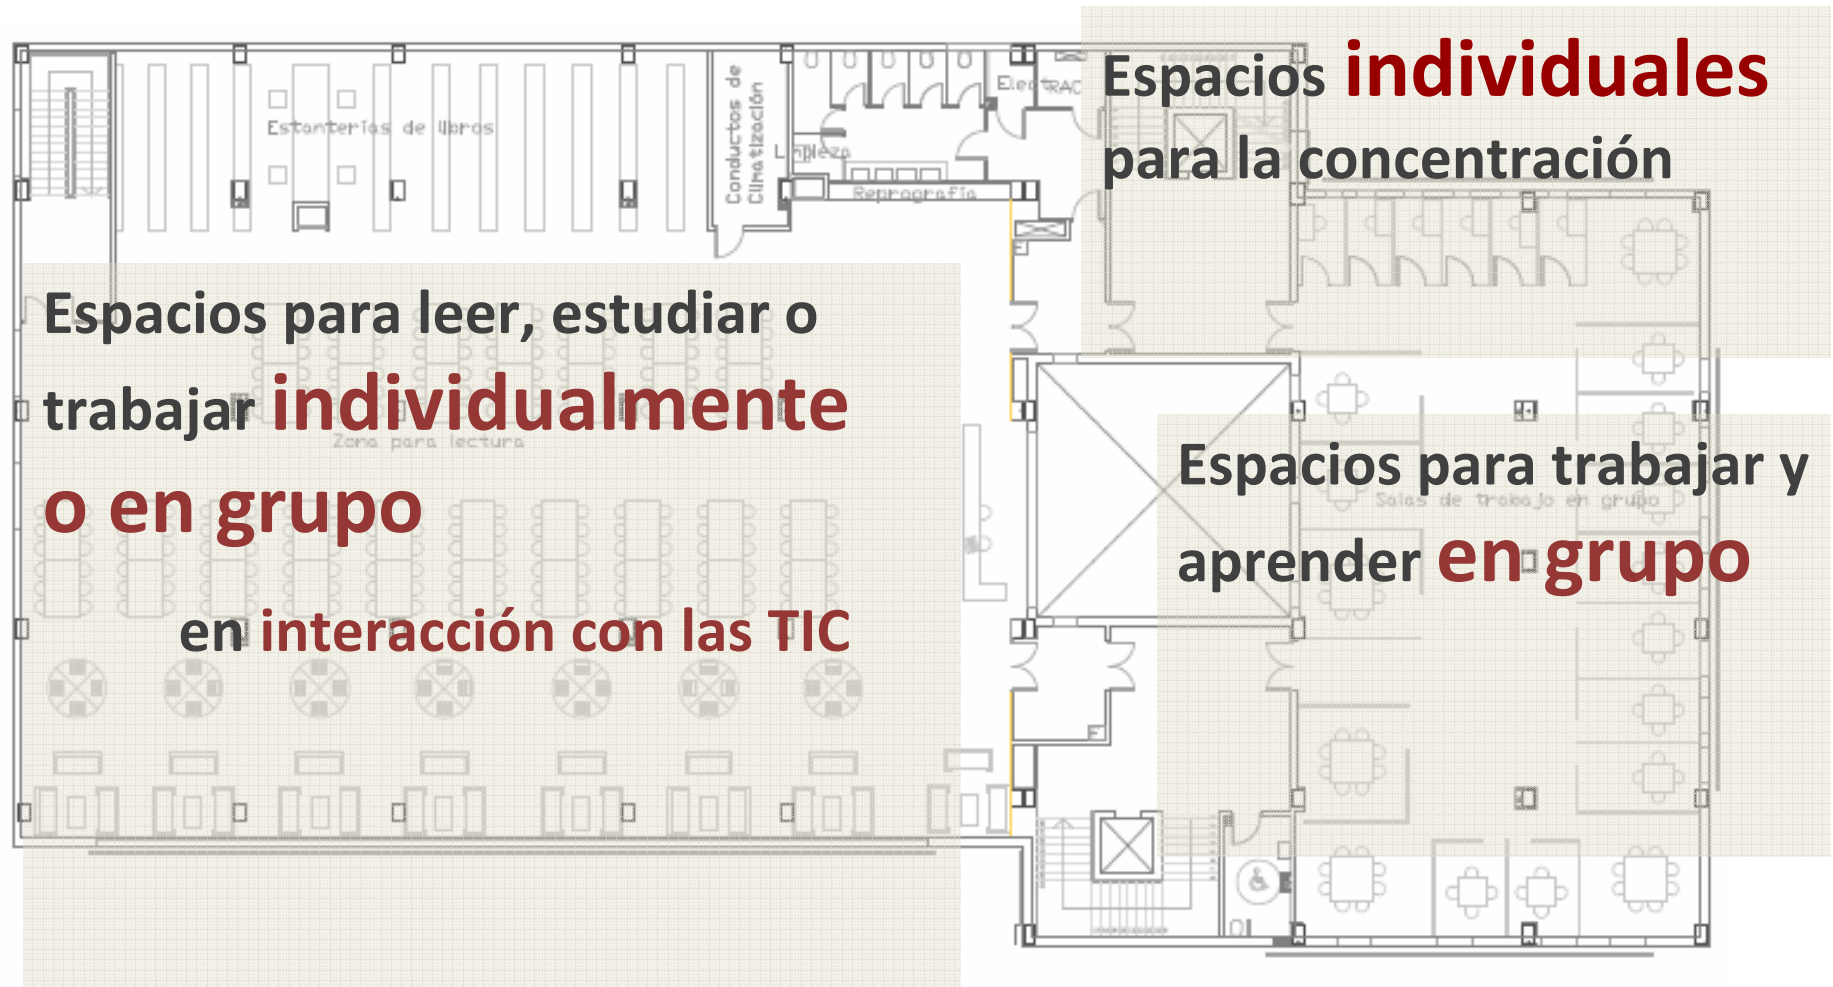 Espacios individuales
para la concentración
Elect
RAC
Estanterías de libros
Conductos de
Climatización
Limpieza
Reprografía
Espacios para leer, estudiar o
trabajar individualmente
Zona para lectura
o en grupo
en interacción con las TIC
Espacios para trabajar y
Salas de trabajo en grupo
aprender en grupo